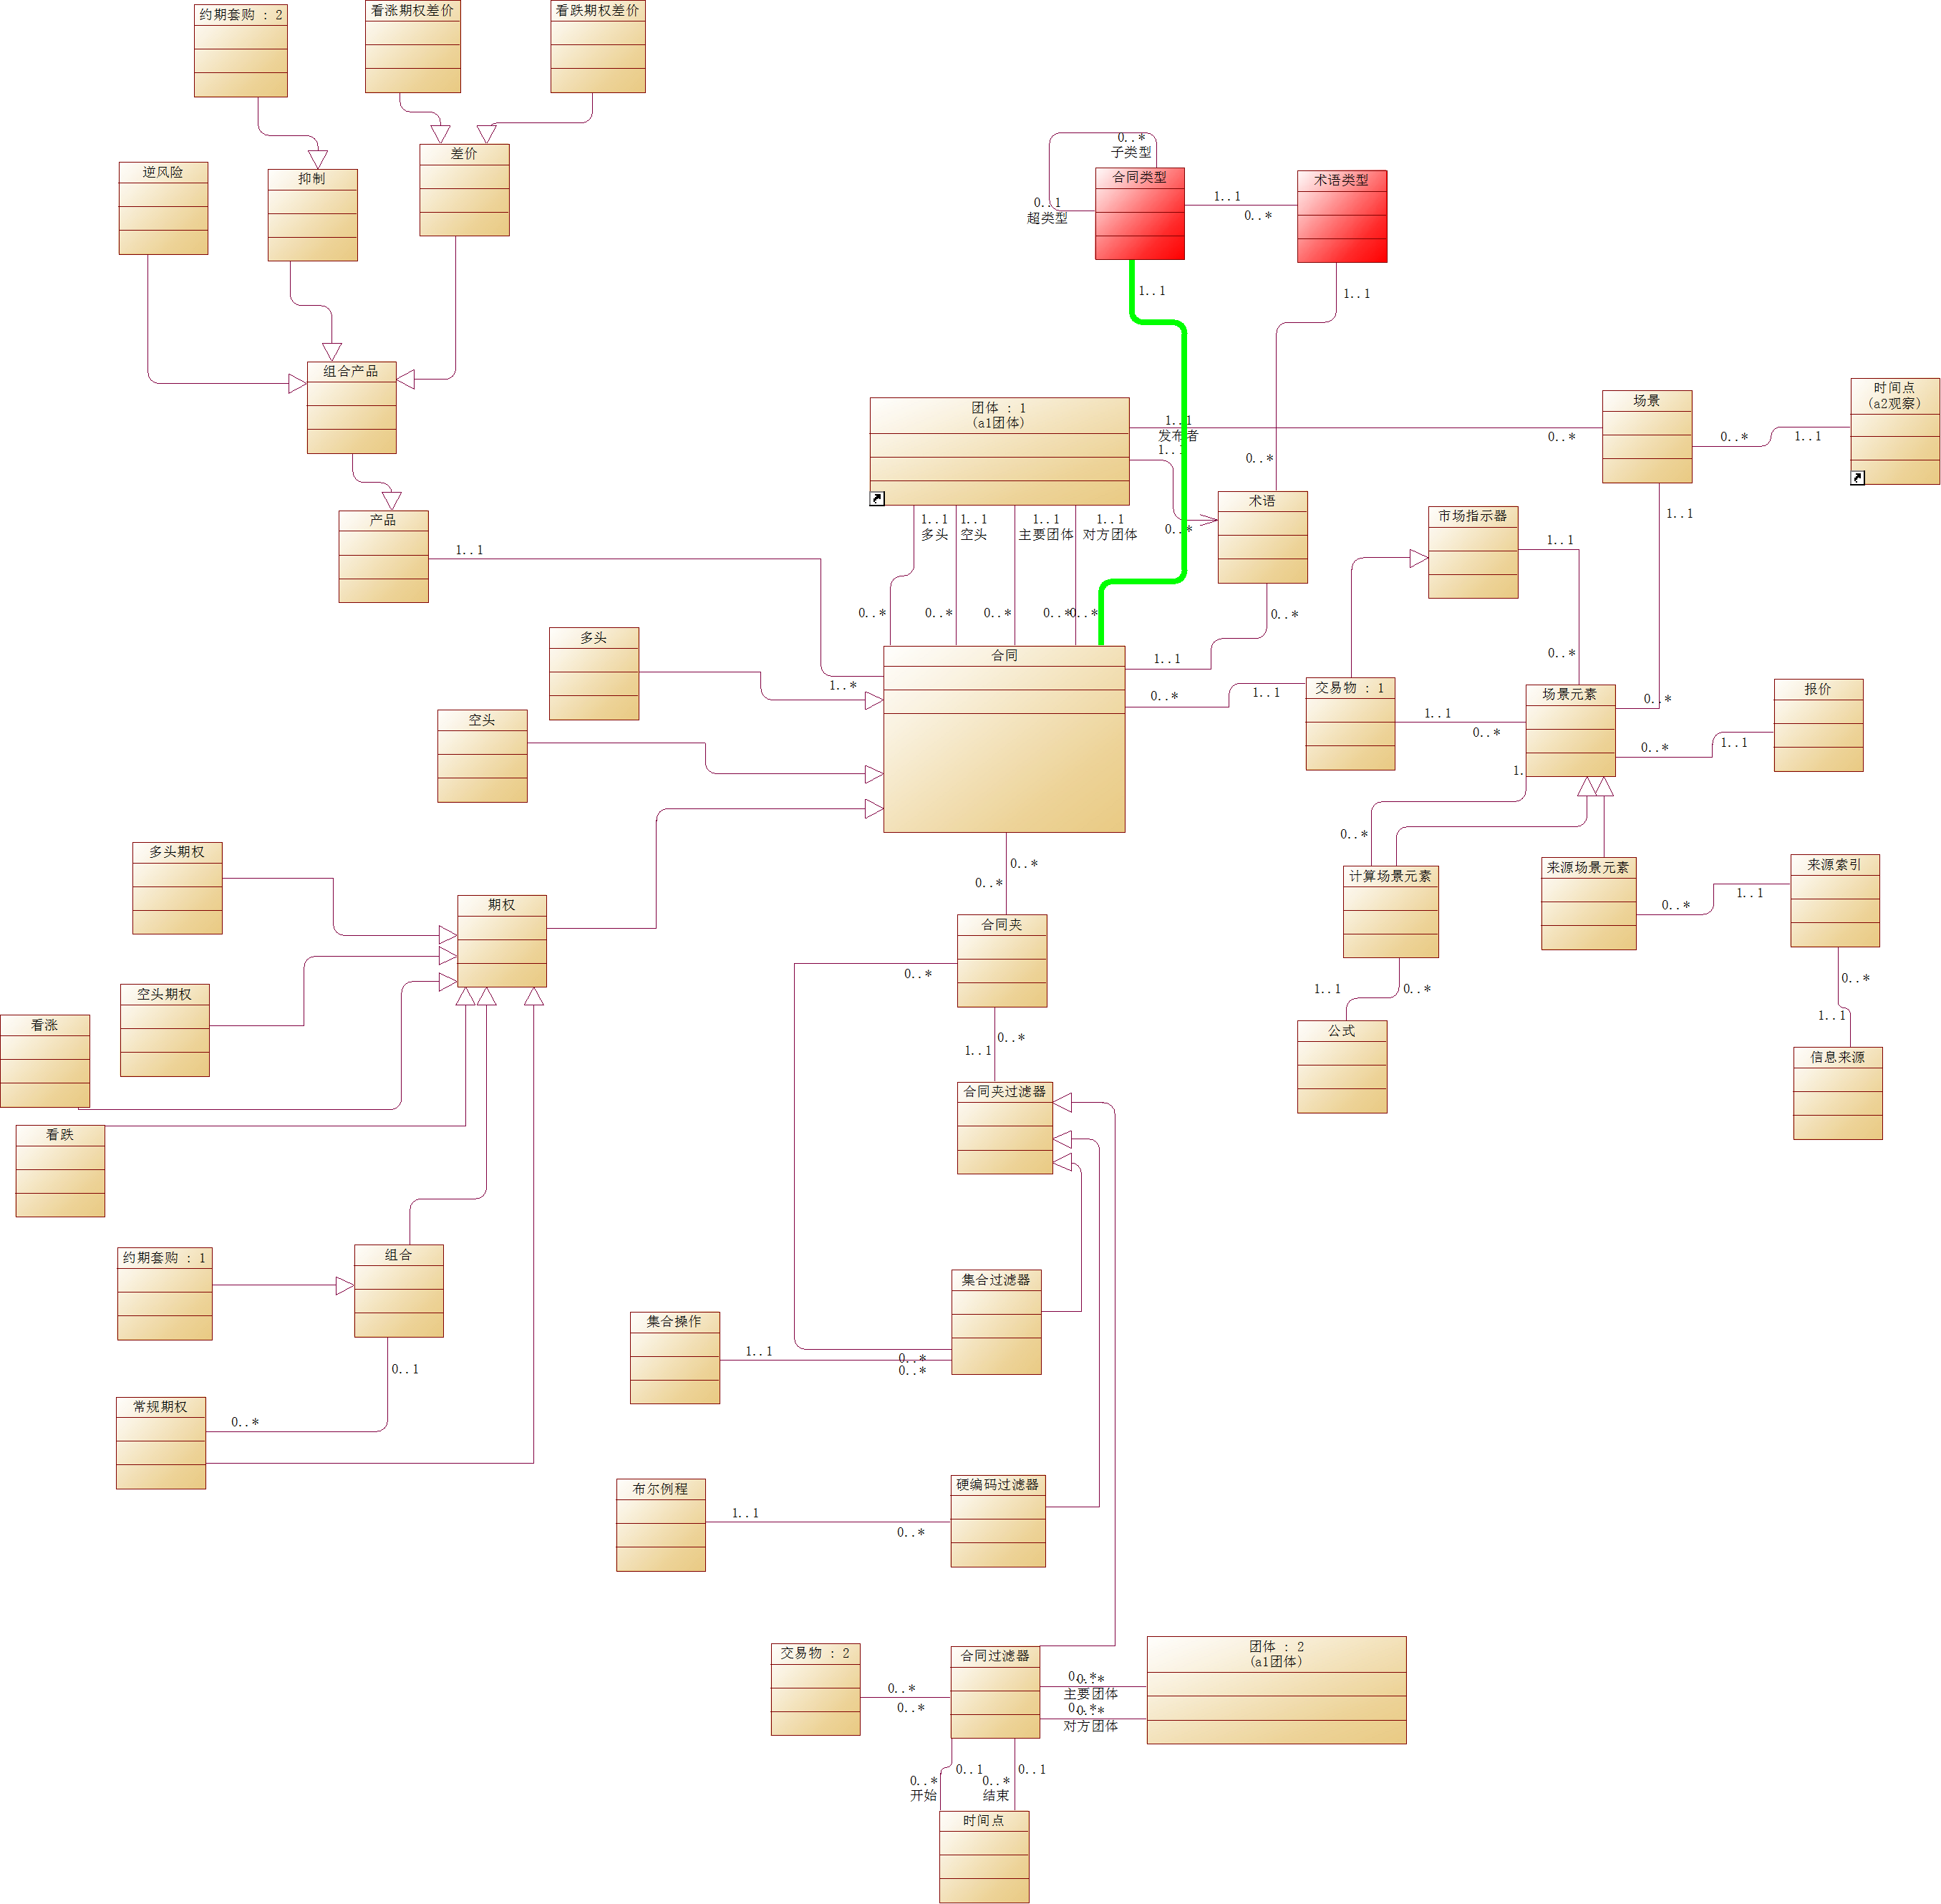 约期套购 : 2
看涨期权差价
看跌期权差价
差价
逆风险
抑制
0..*
子类型
合同类型
术语类型
1..1
0..*
0..1
超类型
1..1
1..1
组合产品
团体 : 1
(a1团体)
场景
时间点
(a2观察)
1..1
发布者
1..1
0..*
0..*
1..1
0..*
产品
术语
市场指示器
1..1
多头
1..1
空头
1..1
主要团体
1..1
对方团体
0..*
1..1
1..1
1..1
0..*
0..*
0..*
0..*
0..*
0..*
多头
合同
1..1
0..*
1..*
0..*
1..1
交易物 : 1
场景元素
0..*
报价
空头
1..1
0..*
0..*
1..1
1.
0..*
多头期权
0..*
计算场景元素
来源场景元素
来源索引
0..*
期权
合同夹
0..*
1..1
0..*
空头期权
1..1
0..*
0..*
看涨
0..*
1..1
公式
1..1
信息来源
合同夹过滤器
看跌
约期套购 : 1
组合
集合过滤器
集合操作
1..1
0..*
0..*
0..1
常规期权
0..*
布尔例程
硬编码过滤器
1..1
0..*
交易物 : 2
合同过滤器
团体 : 2
(a1团体)
0..*
0..*
主要团体
0..*
0..*
0..*
0..*
对方团体
0..1
0..1
0..*
开始
0..*
结束
时间点